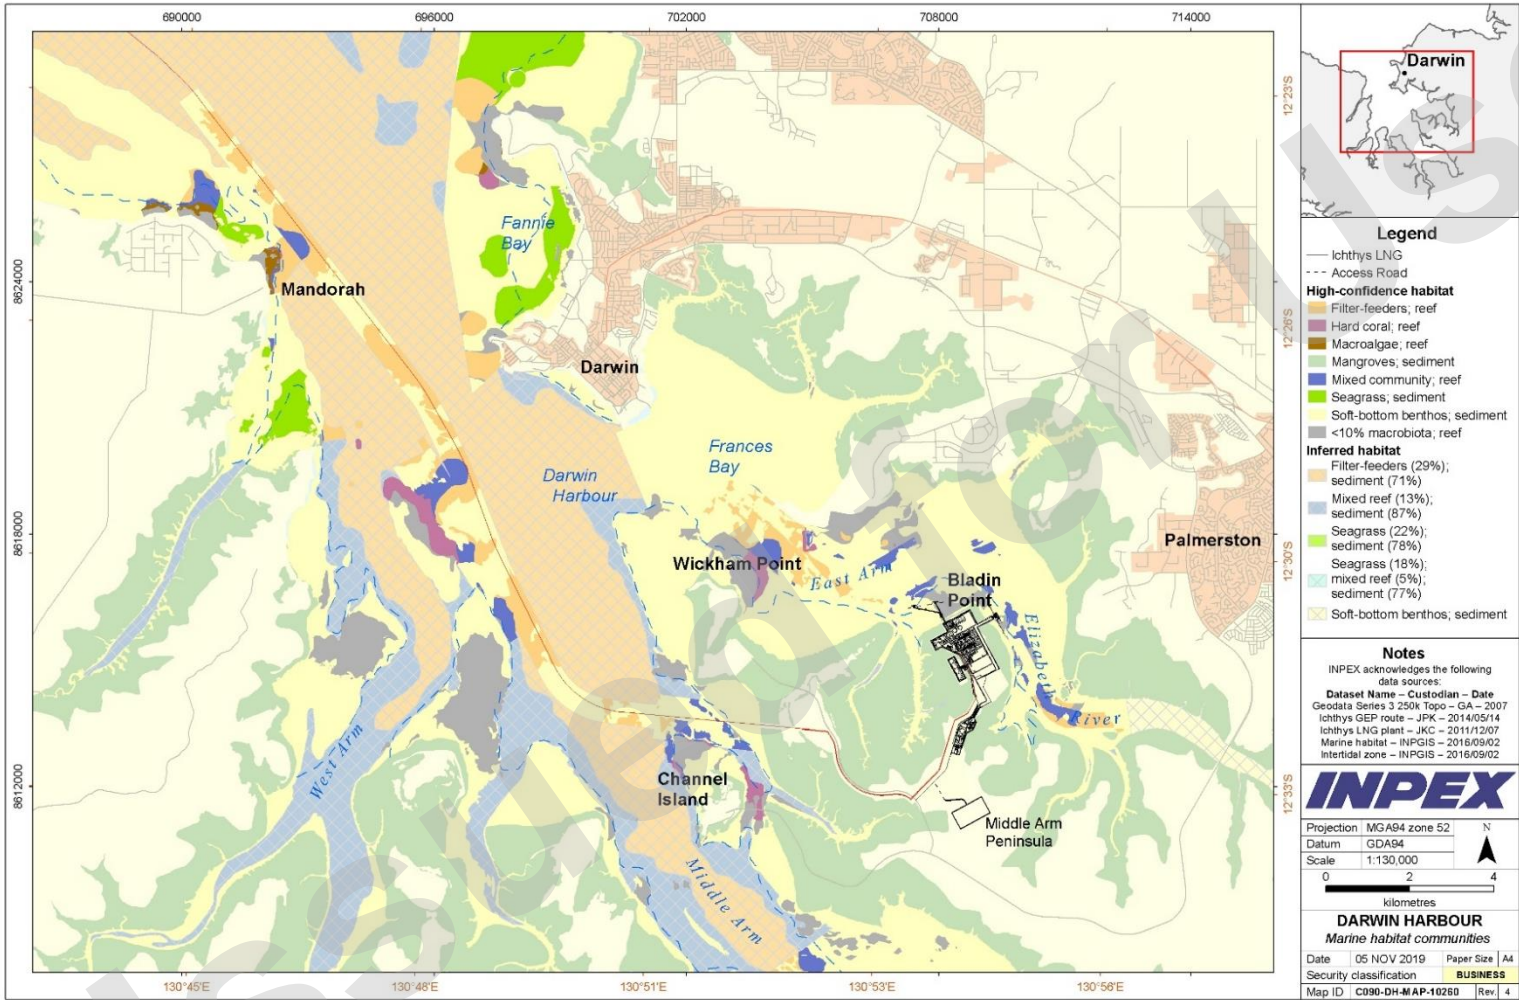 690000
696000
702000
708000
714000
8624000
8618000
8612000
12°23'S
12°26'S
12°30'S
12°33'S
130°45'E
130°48'E
130°51'E
130°53'E
130°56'E
Fannie
Bay
Mandorah
Darwin
Frances
Bay
Darwin
Harbour
Wickham Point
East Arm
Bladin
Point
Palmerston
Elizabeth River
West Arm
Channel
Island
Middle Arm
Peninsula
Middle Arm
Darwin
Legend
Ichthys LNG
Access Road
High-confidence habitat
Filter-feeders; reef
Hard coral; reef
Macroalgae; reef
Mangroves; sediment
Mixed community; reef
Seagrass; sediment
Soft-bottom benthos; sediment
<10% macrobiota; reef
Inferred habitat
Filter-feeders (29%);
sediment (71%)
Mixed reef (13%);
sediment (87%)
Seagrass (22%);
sediment (78%)
Seagrass (18%);
mixed reef (5%);
sediment (77%)
Soft-bottom benthos; sediment
Notes
INPEX acknowledges the following
data sources:
Dataset Name – Custodian – Date
Geodata Series 3 250k Topo – GA – 2007
Ichthys GEP route – JPK – 2014/05/14
Ichthys LNG plant – JKC – 2011/12/07
Marine habitat – INPGIS – 2016/09/02
Intertidal zone – INPGIS – 2016/09/02
INPEX
Projection MGA94 zone 52
Datum GDA94
Scale 1:130,000
N
0 2 4
kilometres
DARWIN HARBOUR
Marine habitat communities
Date 05 NOV 2019 Paper Size A4
Security classification BUSINESS
Map ID C090-DH-MAP-10260 Rev. 4